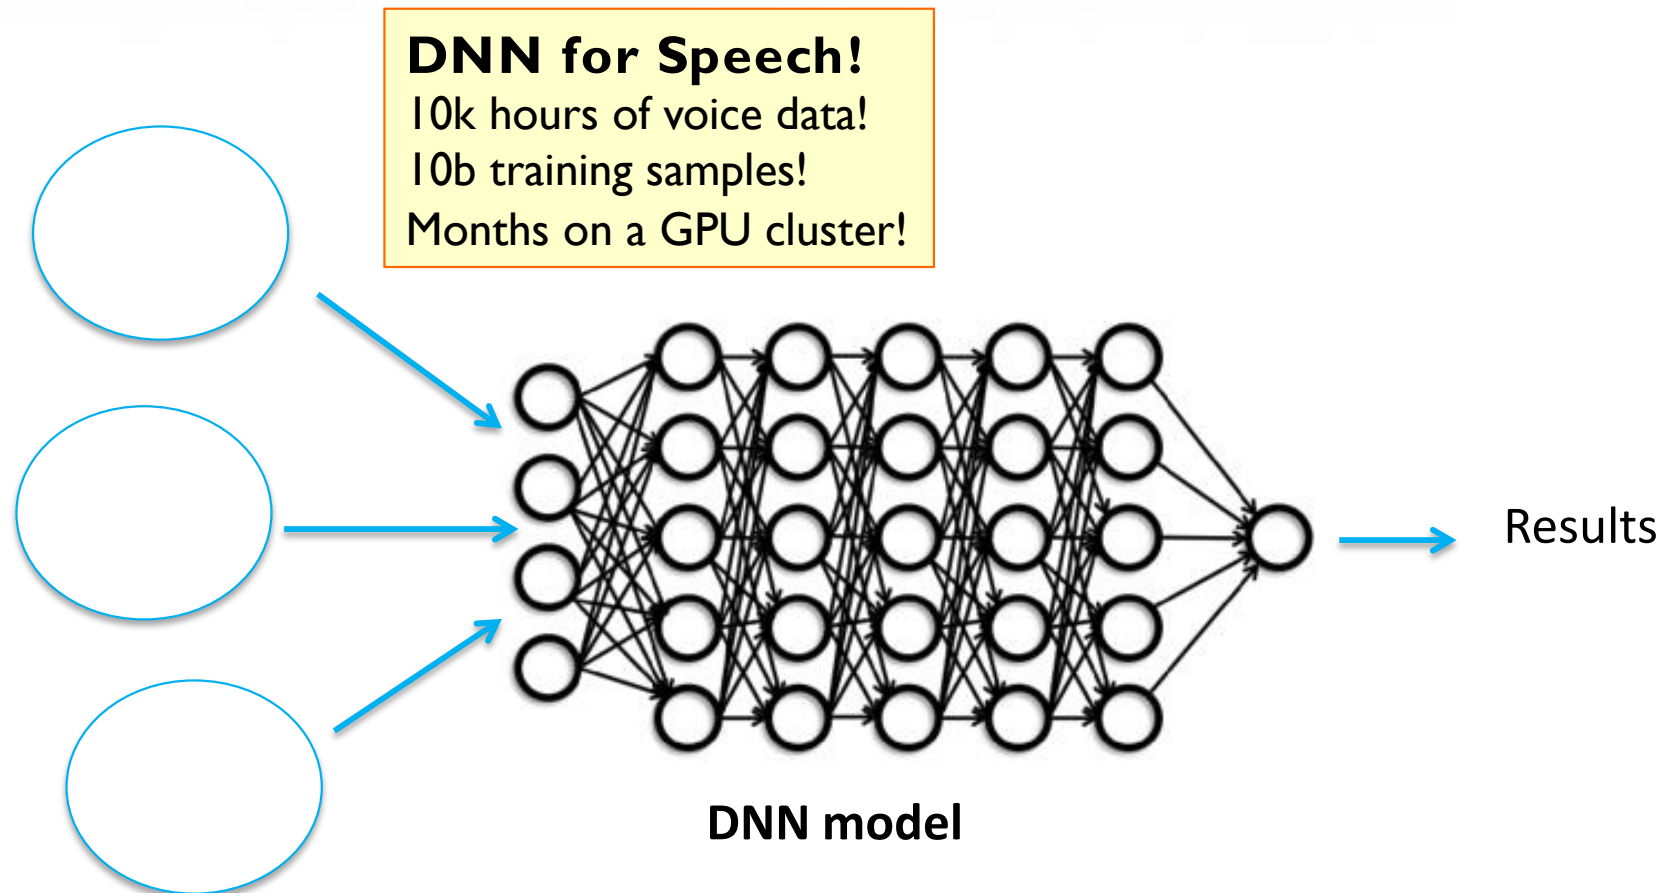 DNN for Speech!
10k hours of voice data!
10b training samples!
Months on a GPU cluster!
Results
DNN model